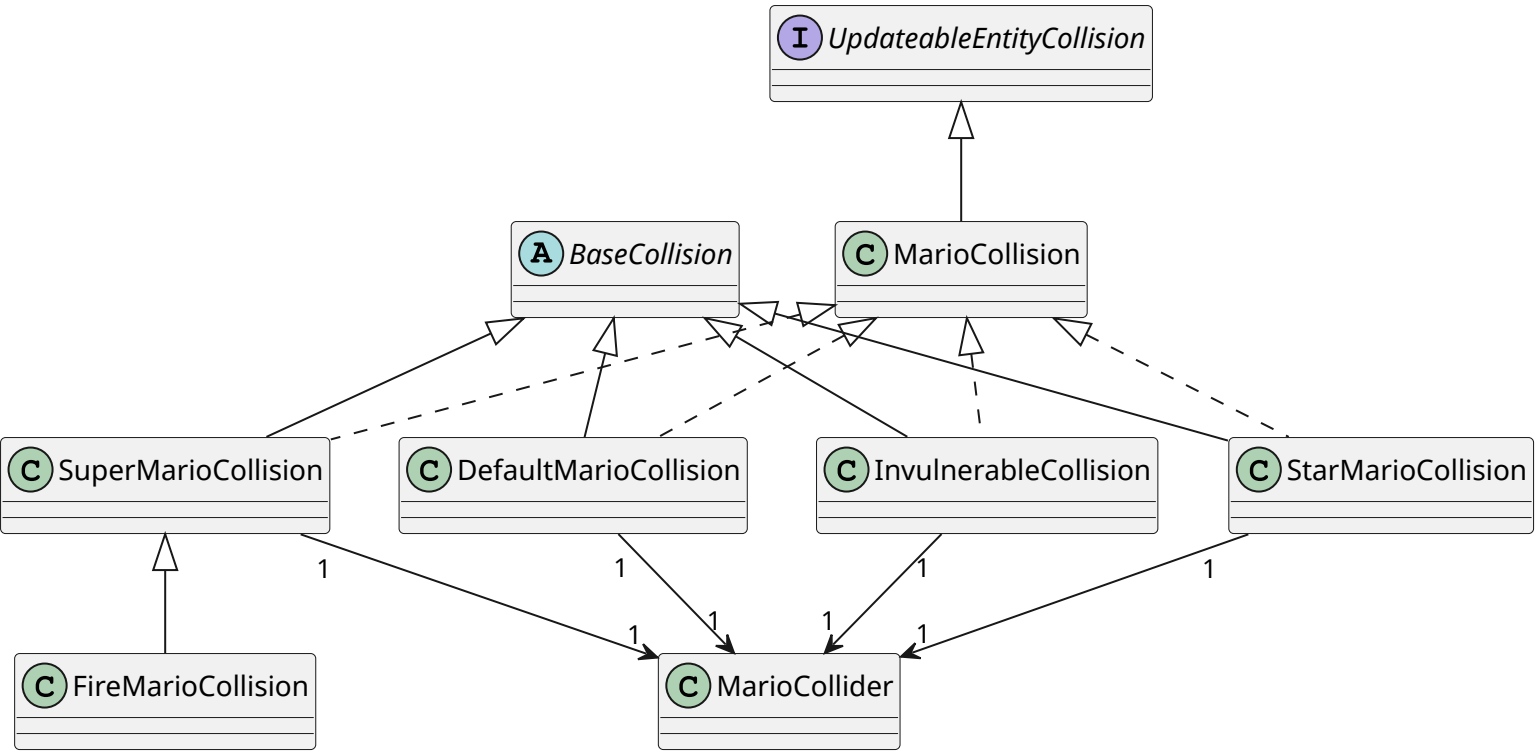 I UpdateableEntityCollision
A BaseCollision
C MarioCollision
C SuperMarioCollision
C DefaultMarioCollision
C InvulnerableCollision
C StarMarioCollision
1 1 1 1
1 1 1 1
C FireMarioCollision
C MarioCollider